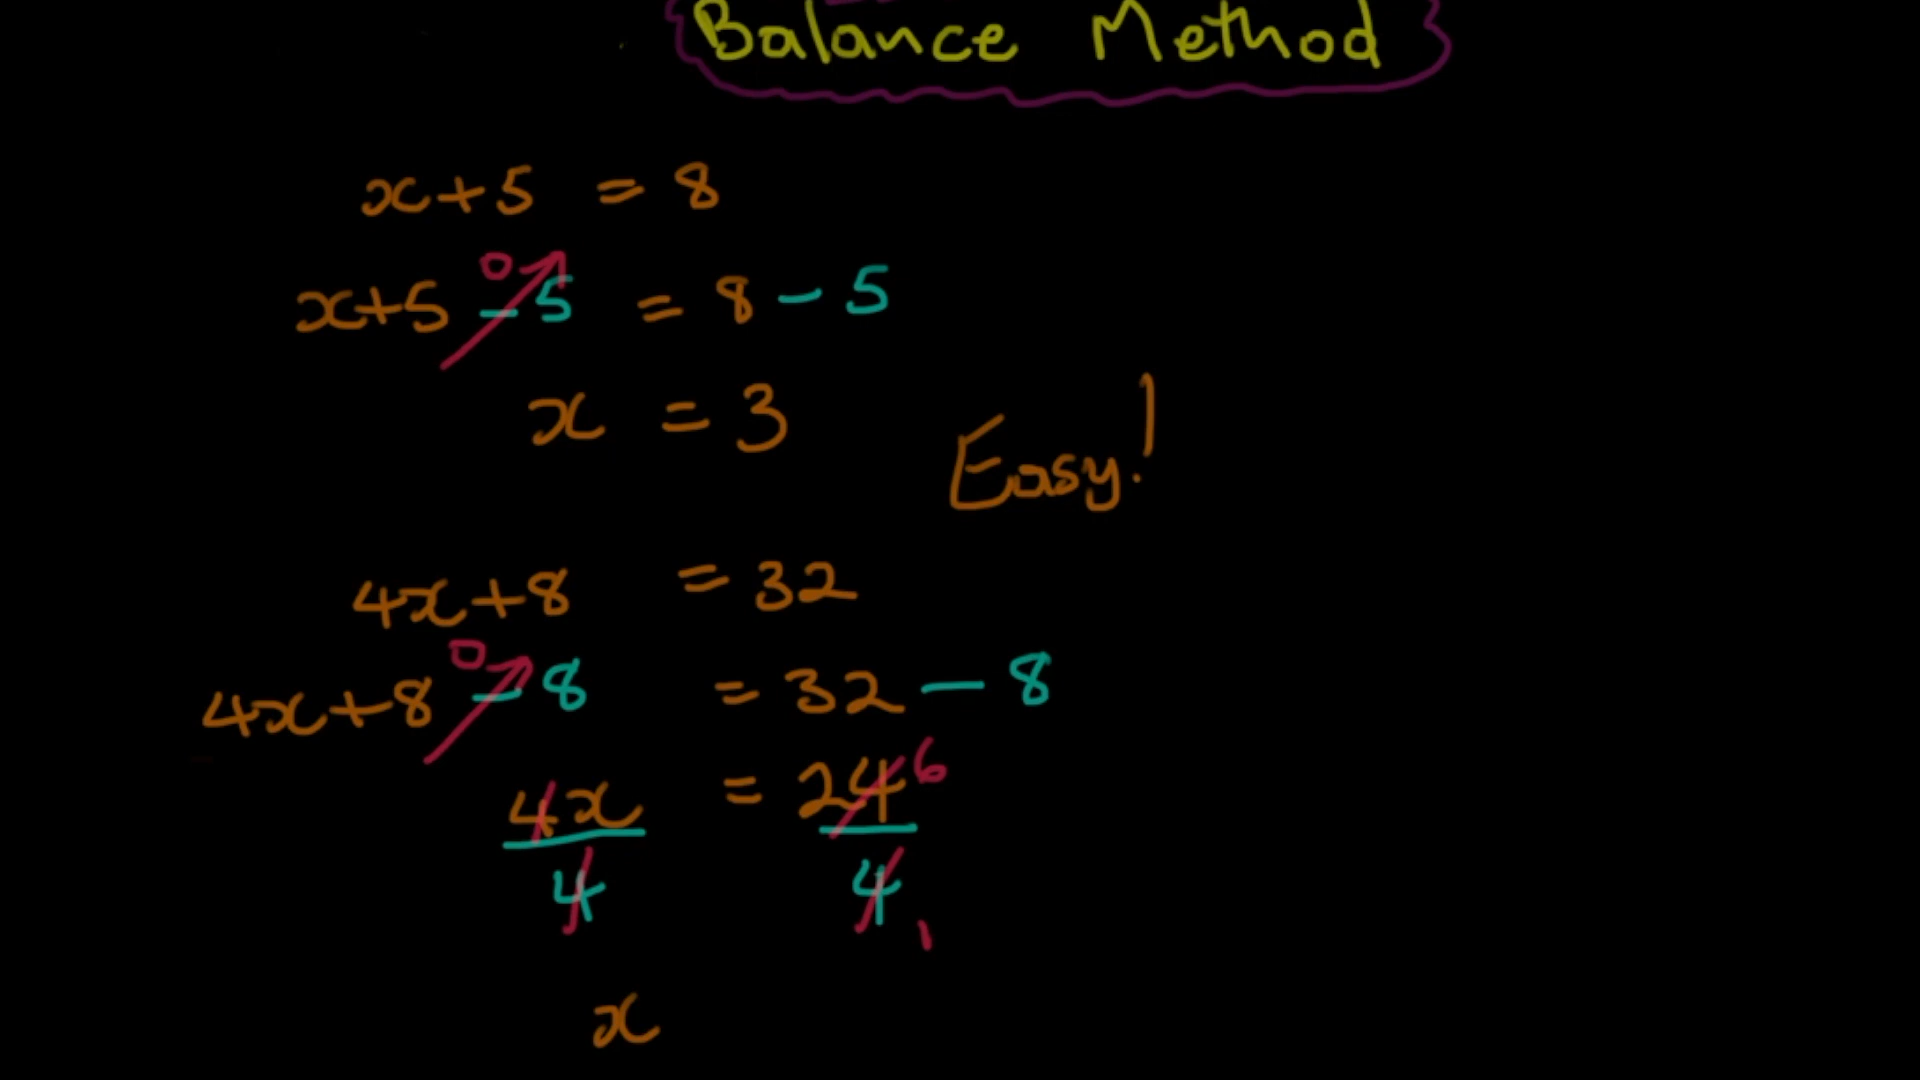 Balance Method
x+5 = 8
0
x+5 - 5 = 8 - 5
x = 3
Easy!
4x+8 = 32
0
4x+8 - 8 = 32 - 8
4x = 24 6
4 4 1
x